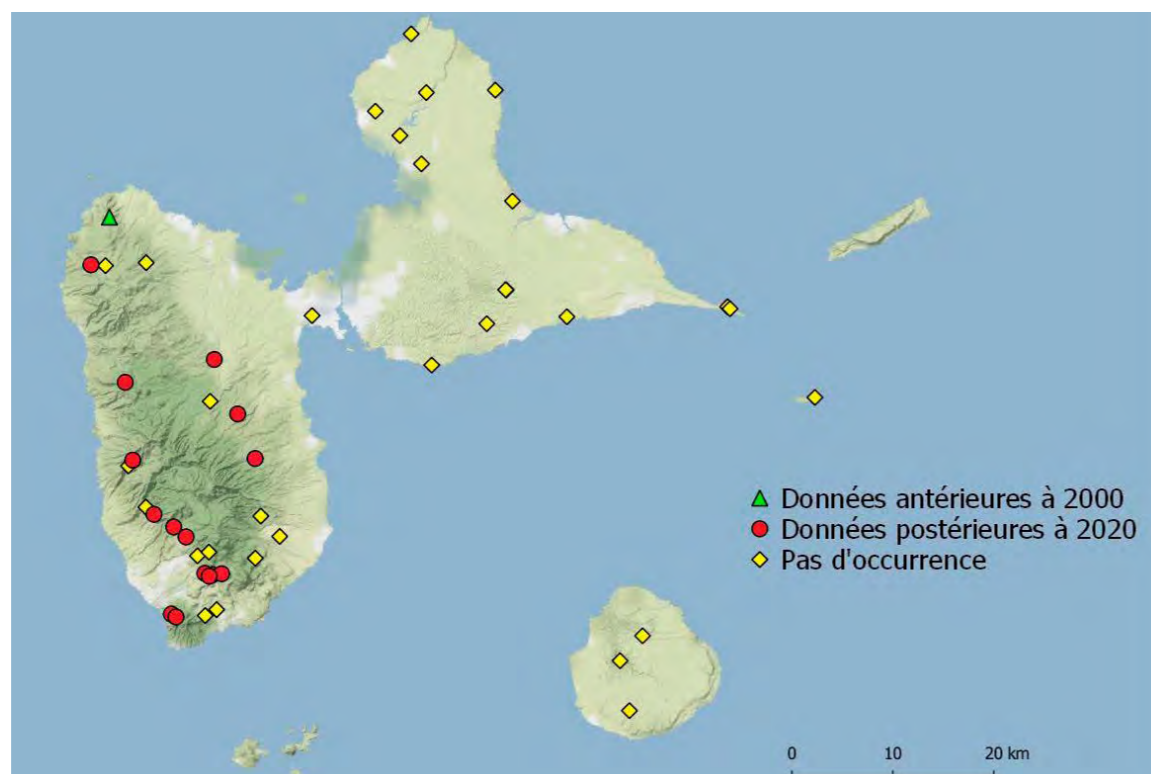 Données antérieures à 2000
Données postérieures à 2020
Pas d'occurrence
0 10 20 km